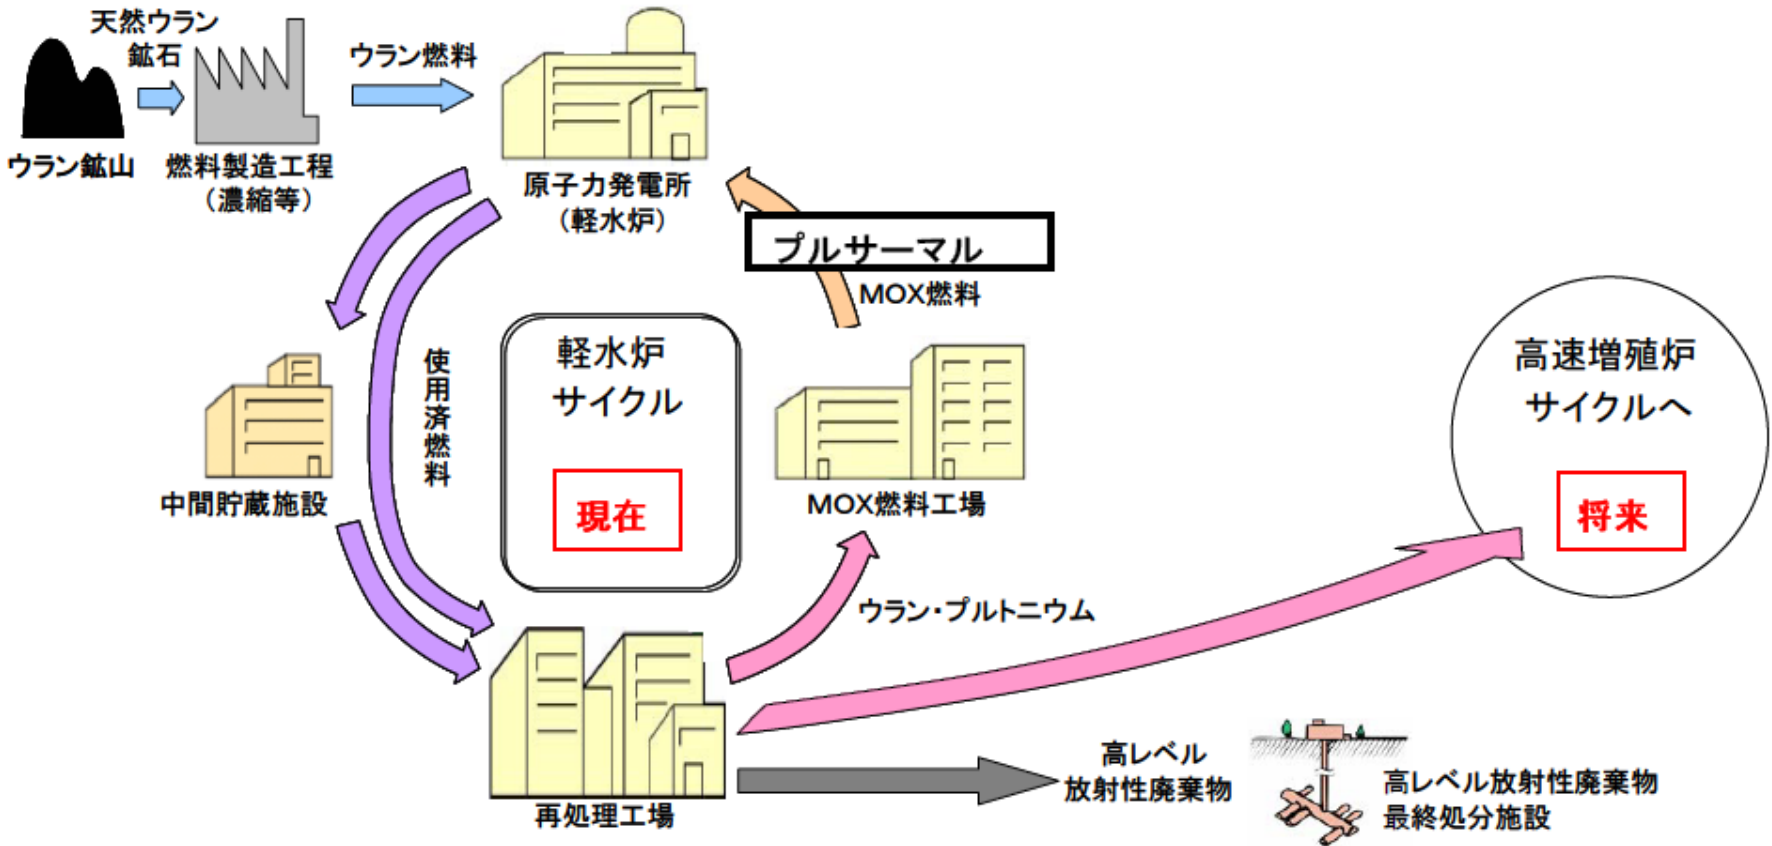 天然ウラン
鉱石
ウラン燃料
ウラン鉱山
燃料製造工程
（濃縮等）
原子力発電所
（軽水炉）
プルサーマル
MOX燃料
軽水炉
サイクル
現在
使用済燃料
中間貯蔵施設
MOX燃料工場
高速増殖炉
サイクルへ
将来
ウラン・プルトニウム
再処理工場
高レベル
放射性廃棄物
高レベル放射性廃棄物
最終処分施設